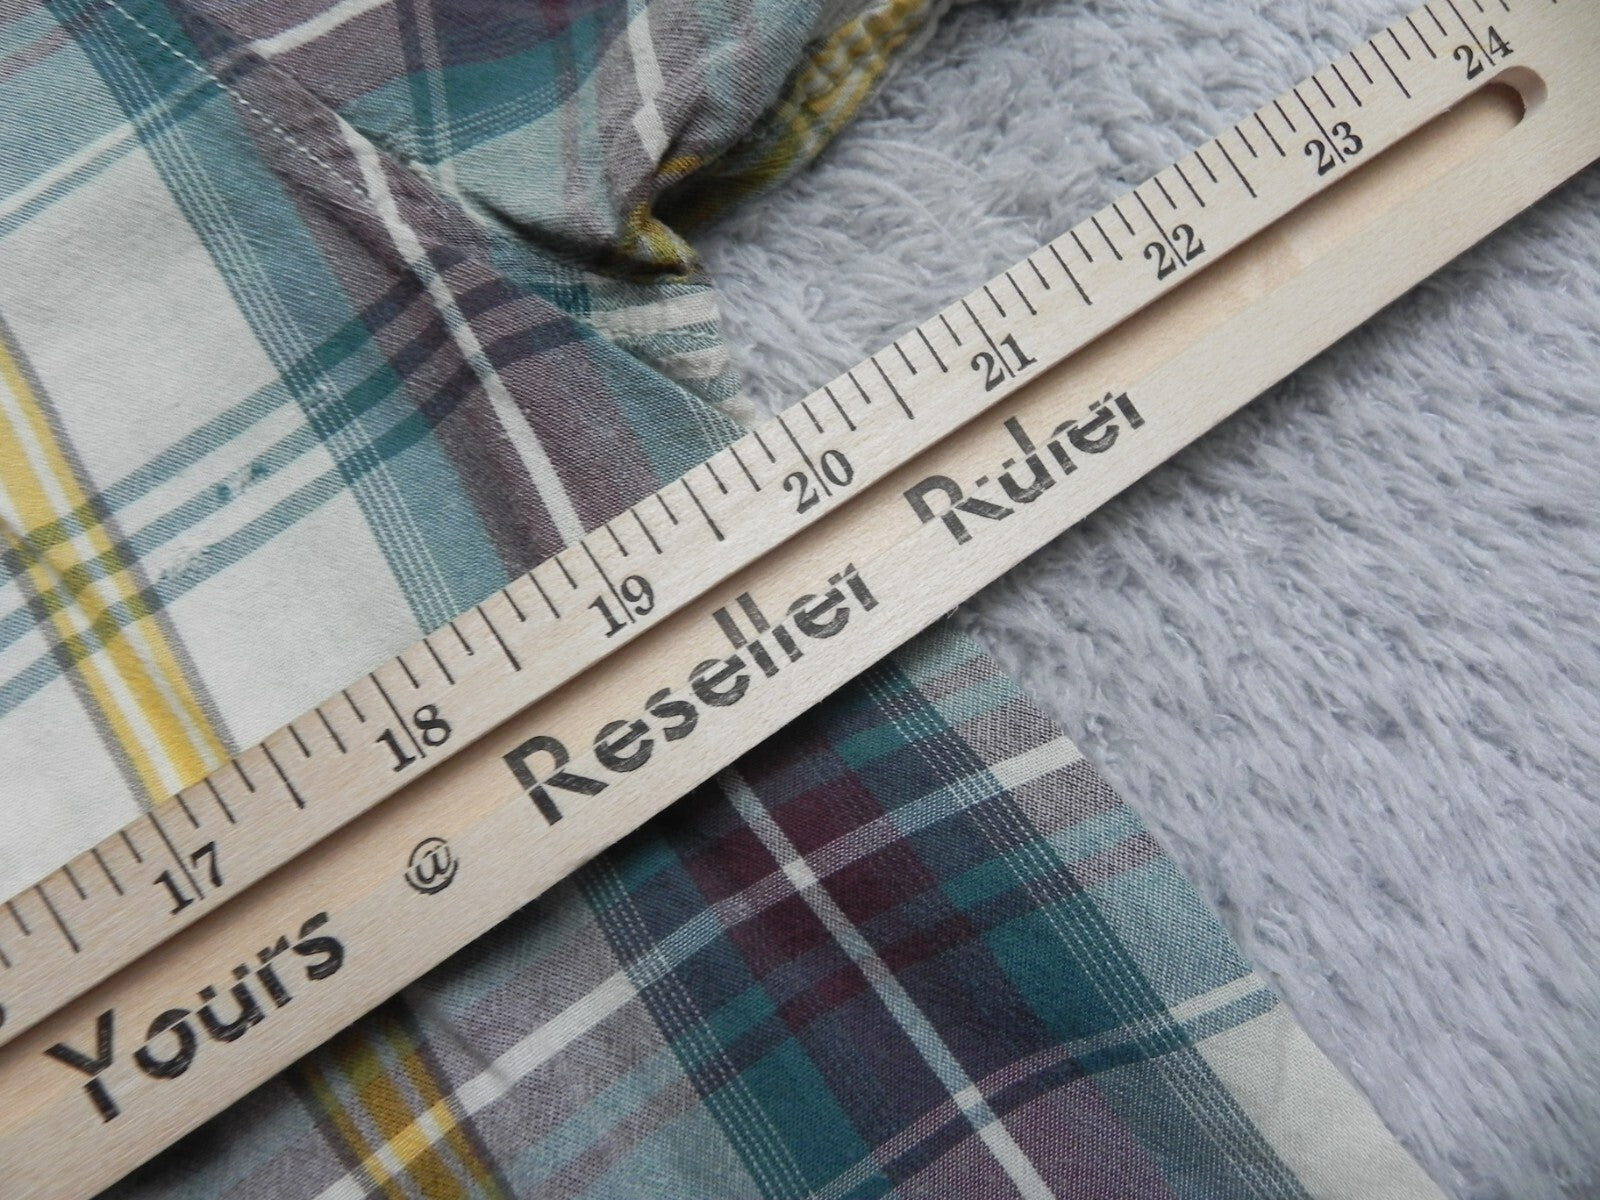 17 18 19 20 21 22 23 24
Yours @ Reseller Ruler